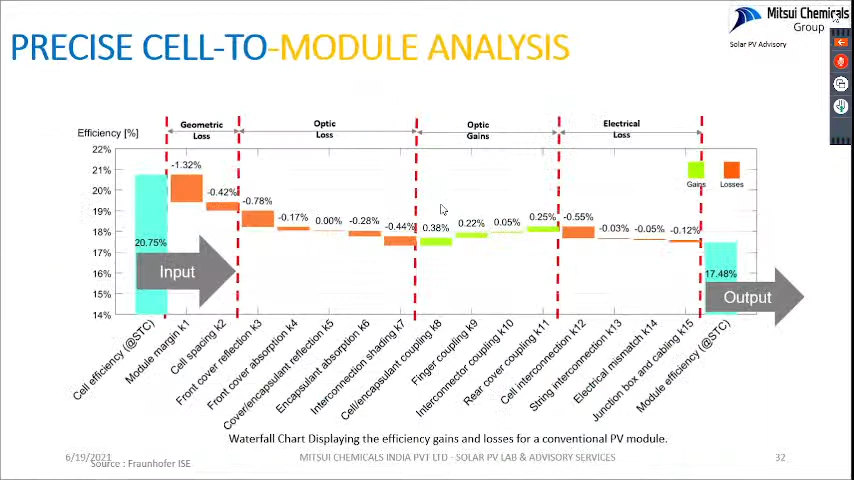 Mitsui Chemicals
Group
Solar PV Advisory
PRECISE CELL-TO-MODULE ANALYSIS
Efficiency [%]
Geometric
Loss
Optic
Loss
Optic
Gains
Electrical
Loss
22%
21%
20%
19%
18%
17%
16%
15%
14%
20.75%
-1.32%
-0.42%
-0.78%
-0.17%
0.00%
-0.28%
-0.44%
0.38%
0.22%
0.05%
0.25%
-0.55%
-0.03%
-0.05%
-0.12%
17.48%
Gains
Losses
Input
Output
Cell efficiency (@STC)
Module margin k1
Cell spacing k2
Front cover reflection k3
Front cover absorption k4
Cover/encapsulant reflection k5
Encapsulant absorption k6
Interconnection shading k7
Cell/encapsulant coupling k8
Finger coupling k9
Interconnector coupling k10
Rear cover coupling k11
Cell interconnection k12
String interconnection k13
Electrical mismatch k14
Junction box and cabling k15
Module efficiency (@STC)
Waterfall Chart Displaying the efficiency gains and losses for a conventional PV module.
6/19/2021
Source : Fraunhofer ISE
MITSUI CHEMICALS INDIA PVT LTD - SOLAR PV LAB & ADVISORY SERVICES
32